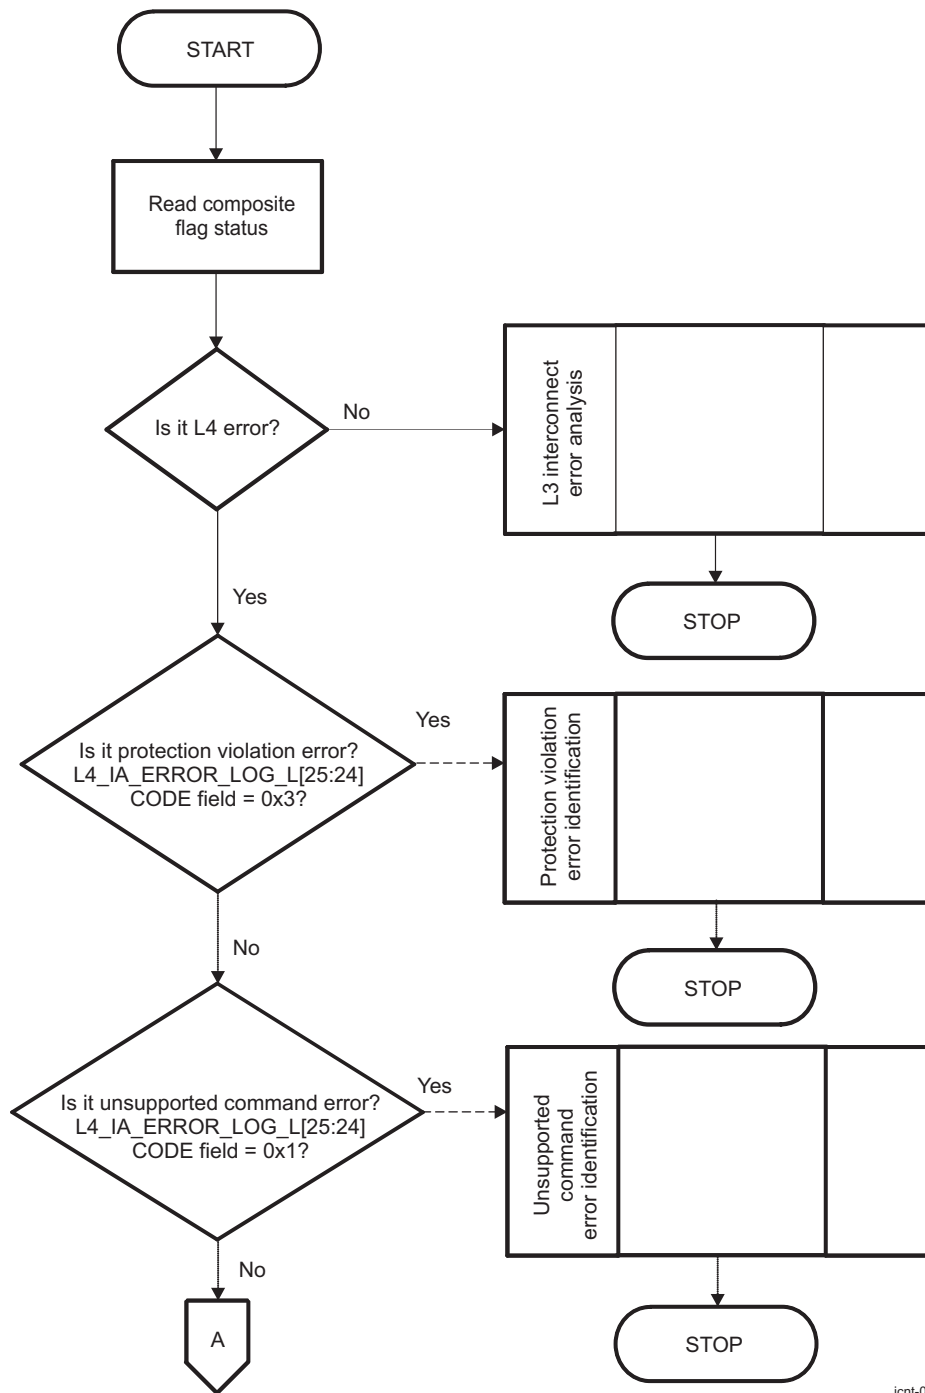 START
Read composite
flag status
Is it L4 error?
No
L3 interconnect
error analysis
STOP
Yes
Is it protection violation error?
L4_IA_ERROR_LOG_L[25:24]
CODE field = 0x3?
Yes
Protection violation
error identification
STOP
No
Is it unsupported command error?
L4_IA_ERROR_LOG_L[25:24]
CODE field = 0x1?
Yes
Unsupported
command
error identification
STOP
No
A